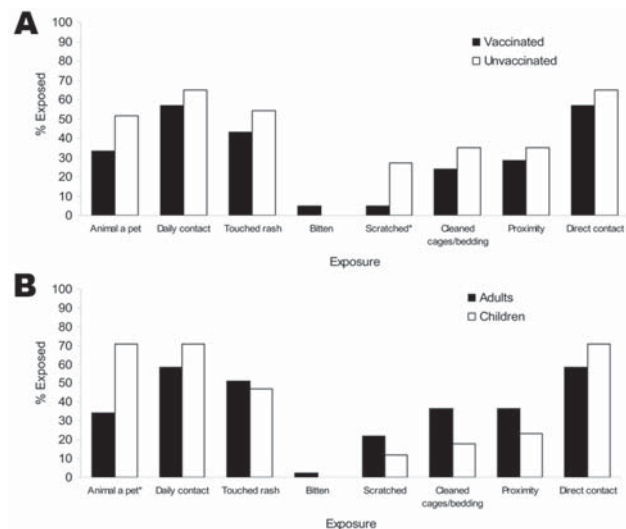 A
100
90
80
70
60
50
40
30
20
10
0
% Exposed
Vaccinated
Unvaccinated
Animal a pet Daily contact Touched rash Bitten Scratched* Cleaned cages/bedding Proximity Direct contact
Exposure
B
100
90
80
70
60
50
40
30
20
10
0
% Exposed
Adults
Children
Animal a pet* Daily contact Touched rash Bitten Scratched Cleaned cages/bedding Proximity Direct contact
Exposure